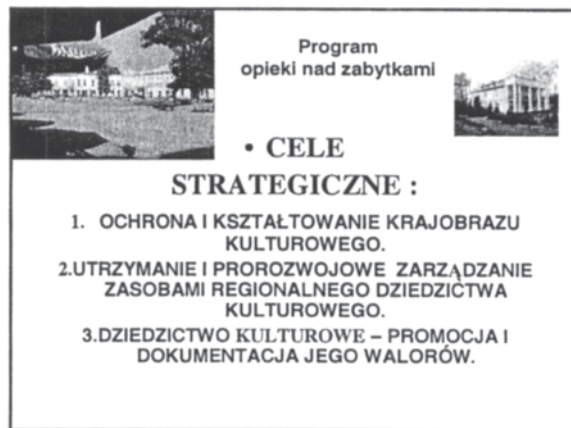 Program
opieki nad zabytkami
• CELE
STRATEGICZNE :
1. OCHRONA I KSZTAŁTOWANIE KRAJOBRAZU
KULTUROWEGO.
2.UTRZYMANIE I PROROZWOJOWE ZARZĄDZANIE
ZASOBAMI REGIONALNEGO DZIEDZICTWA
KULTUROWEGO.
3.DZIEDZICTWO KULTUROWE – PROMOCJA I
DOKUMENTACJA JEGO WALORÓW.